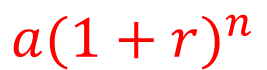 a(1 + r)ⁿ